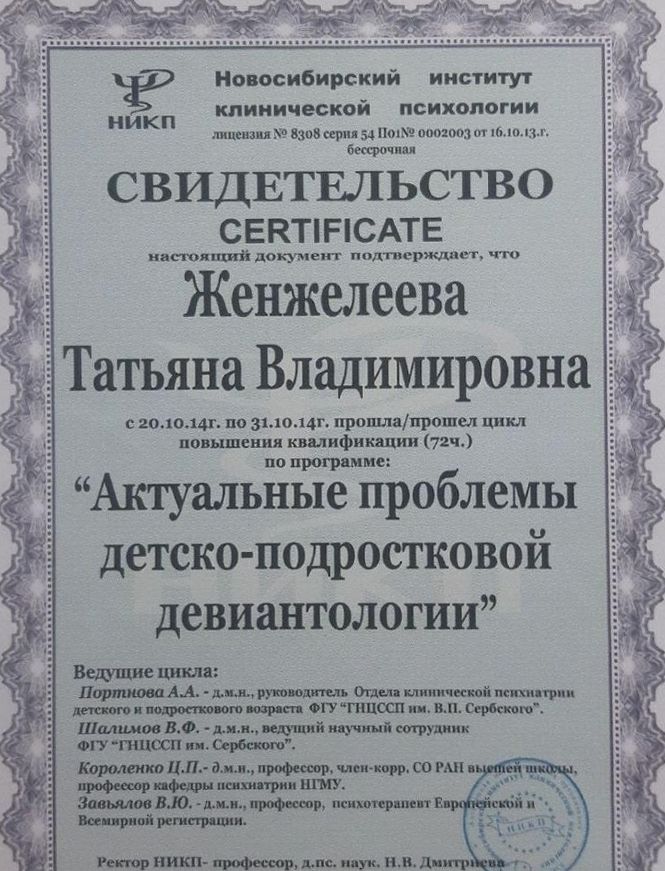 НИКП
Новосибирский институт
клинической психологии
лицензия № 8308 серия 54 Л01№ 0002003 от 16.10.13.г.
бессрочная
СВИДЕТЕЛЬСТВО
CERTIFICATE
настоящий документ подтверждает, что
Женжелеева
Татьяна Владимировна
с 20.10.14г. по 31.10.14г. прошла/прошел цикл
повышения квалификации (72ч.)
по программе:
“Актуальные проблемы
детско-подростковой
девиантологии”
Ведущие цикла:
Портнова А.А. - д.м.н., руководитель Отдела клинической психиатрии
детского и подросткового возраста ФГУ “ГНЦССП им. В.П. Сербского”.
Шалимов В.Ф. - д.м.н., ведущий научный сотрудник
ФГУ “ГНЦССП им. Сербского”.
Короленко Ц.П.- д.м.н., профессор, член-корр. СО РАН высшей школы,
профессор кафедры психиатрии НГМУ.
Завьялов В.Ю. - д.м.н., профессор, психотерапевт Европейской и
Всемирной регистрации.
НИКП
Ректор НИКП- профессор, д.пс. наук. Н.В. Дмитриева